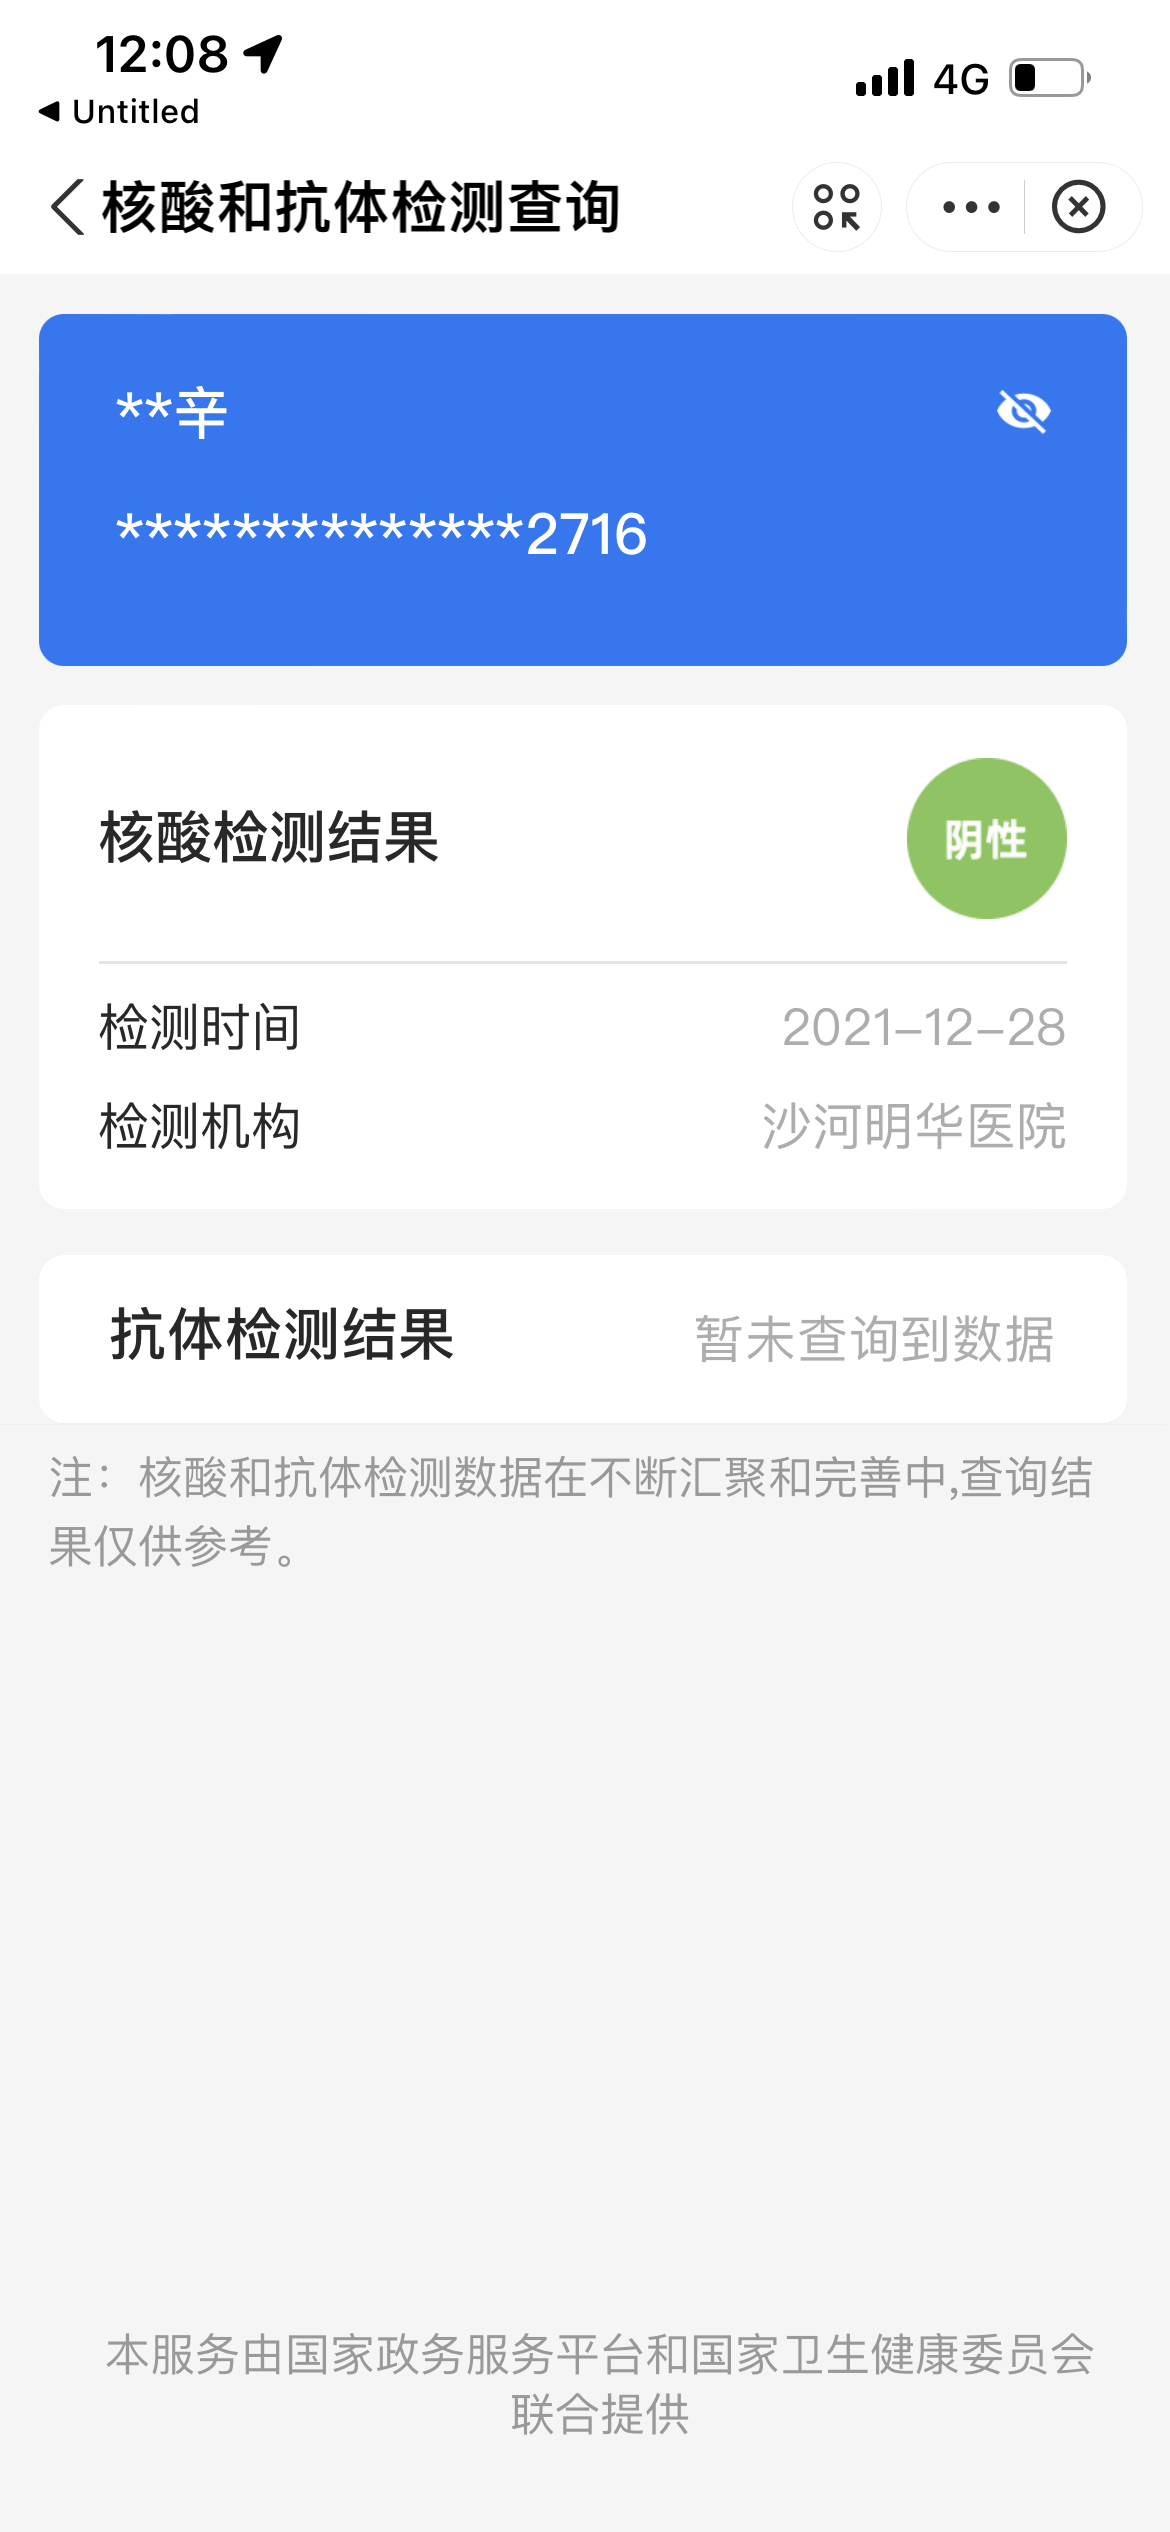 12:08
4G
Untitled
核酸和抗体检测查询
**辛
**************2716
核酸检测结果
阴性
检测时间 2021-12-28
检测机构 沙河明华医院
抗体检测结果 暂未查询到数据
注：核酸和抗体检测数据在不断汇聚和完善中,查询结
果仅供参考。
本服务由国家政务服务平台和国家卫生健康委员会
联合提供